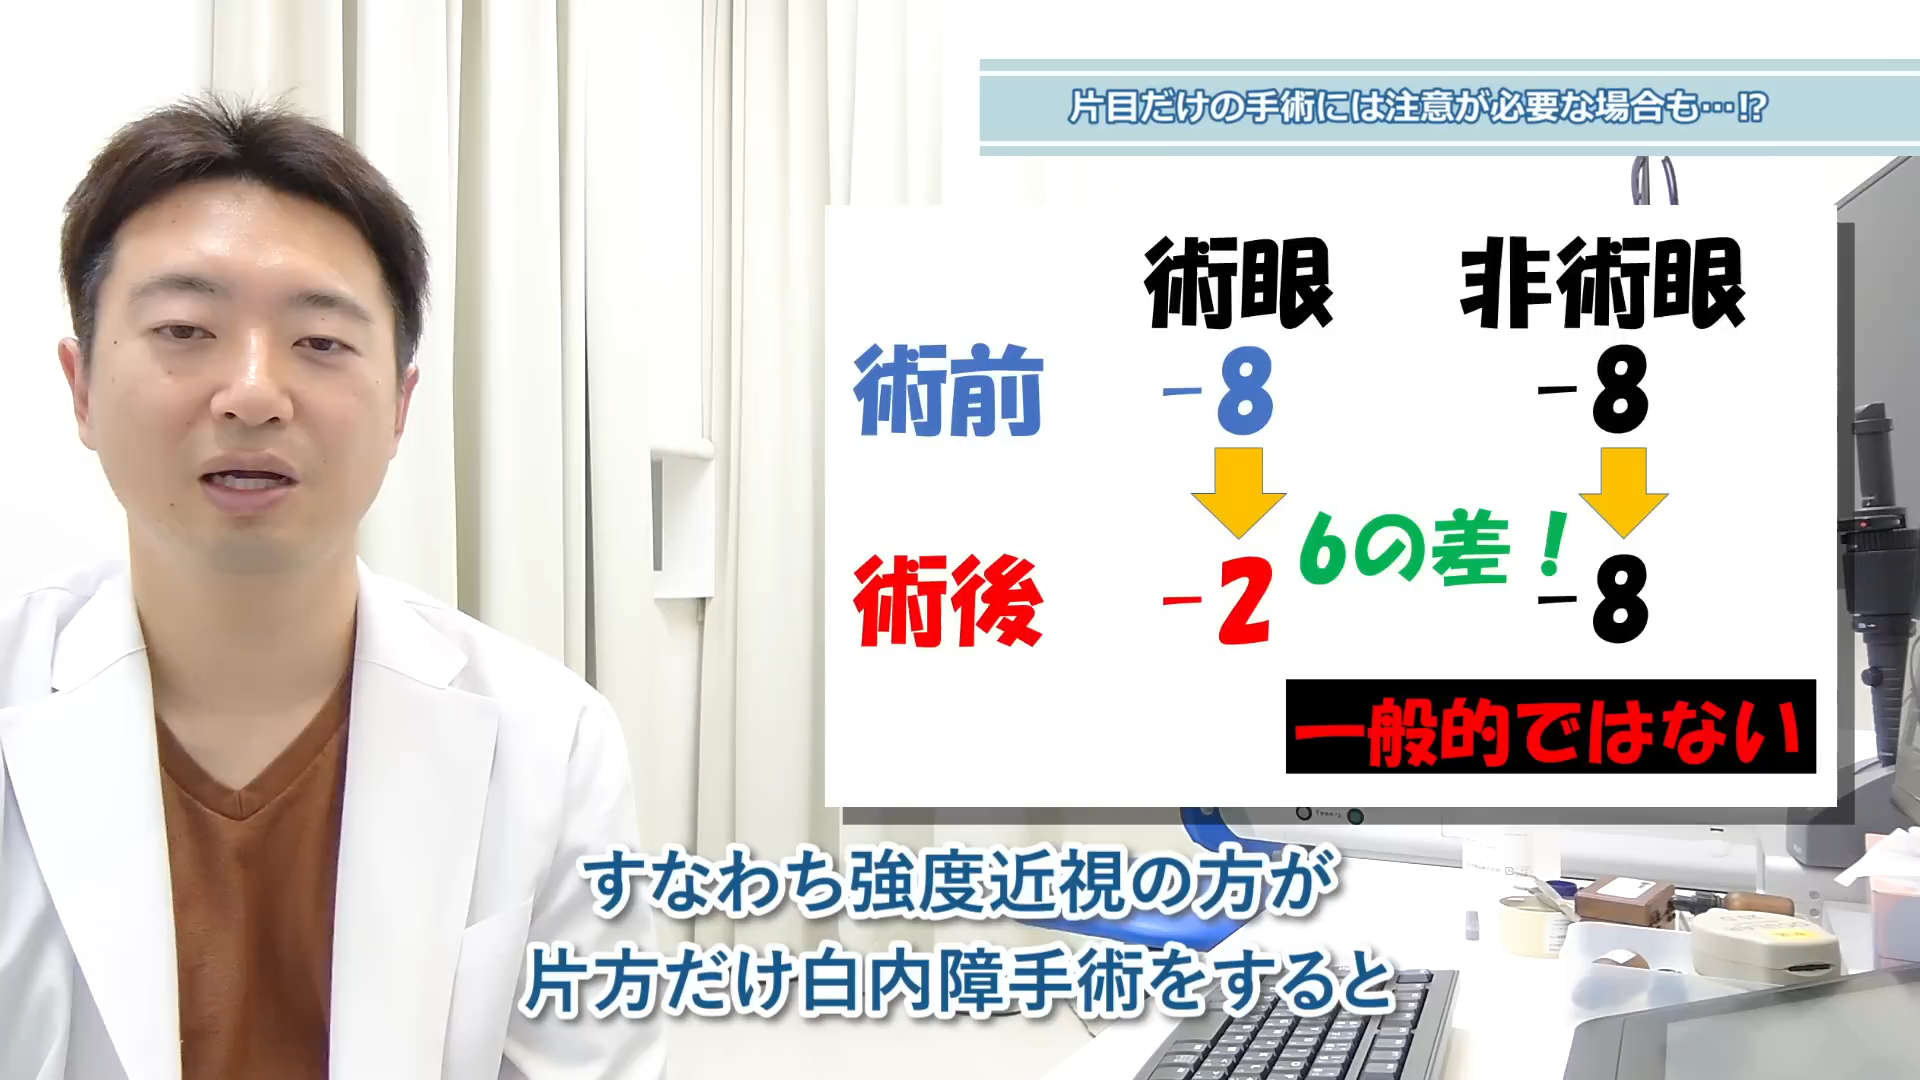 片目だけの手術には注意が必要な場合も…⁉
術眼 非術眼
術前 -8 -8
6の差！
術後 -2 -8
一般的ではない
すなわち強度近視の方が
片方だけ白内障手術をすると